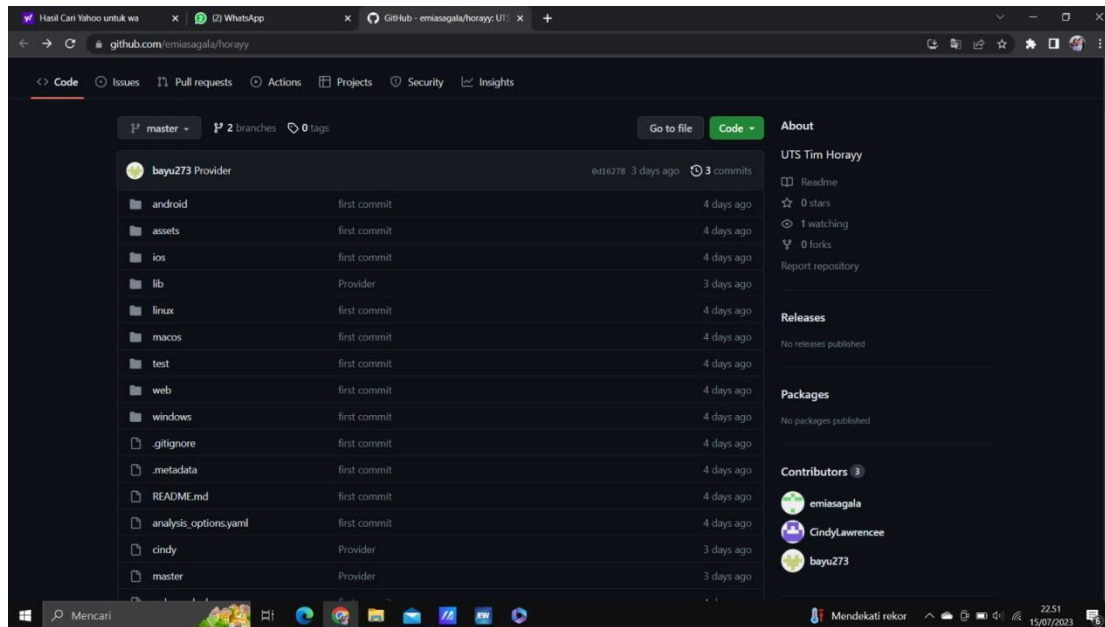 Hasil Cari Yahoo untuk wa
(2) WhatsApp
GitHub - emiasagala/horayy: UTS
github.com/emiasagala/horayy
<> Code Issues Pull requests Actions Projects Security Insights
master 2 branches 0 tags Go to file Code
bayu273 Provider 0d16278 3 days ago 3 commits
android first commit 4 days ago
assets first commit 4 days ago
ios first commit 4 days ago
lib Provider 3 days ago
linux first commit 4 days ago
macos first commit 4 days ago
test first commit 4 days ago
web first commit 4 days ago
windows first commit 4 days ago
.gitignore first commit 4 days ago
.metadata first commit 4 days ago
README.md first commit 4 days ago
analysis_options.yaml first commit 4 days ago
cindy Provider 3 days ago
master Provider 3 days ago
About
UTS Tim Horayy
Readme
0 stars
1 watching
0 forks
Report repository
Releases
No releases published
Packages
No packages published
Contributors 3
emiasagala
CindyLawrencee
bayu273
Mencari
EW
Mendekati rekor
22.51
15/07/2023
6